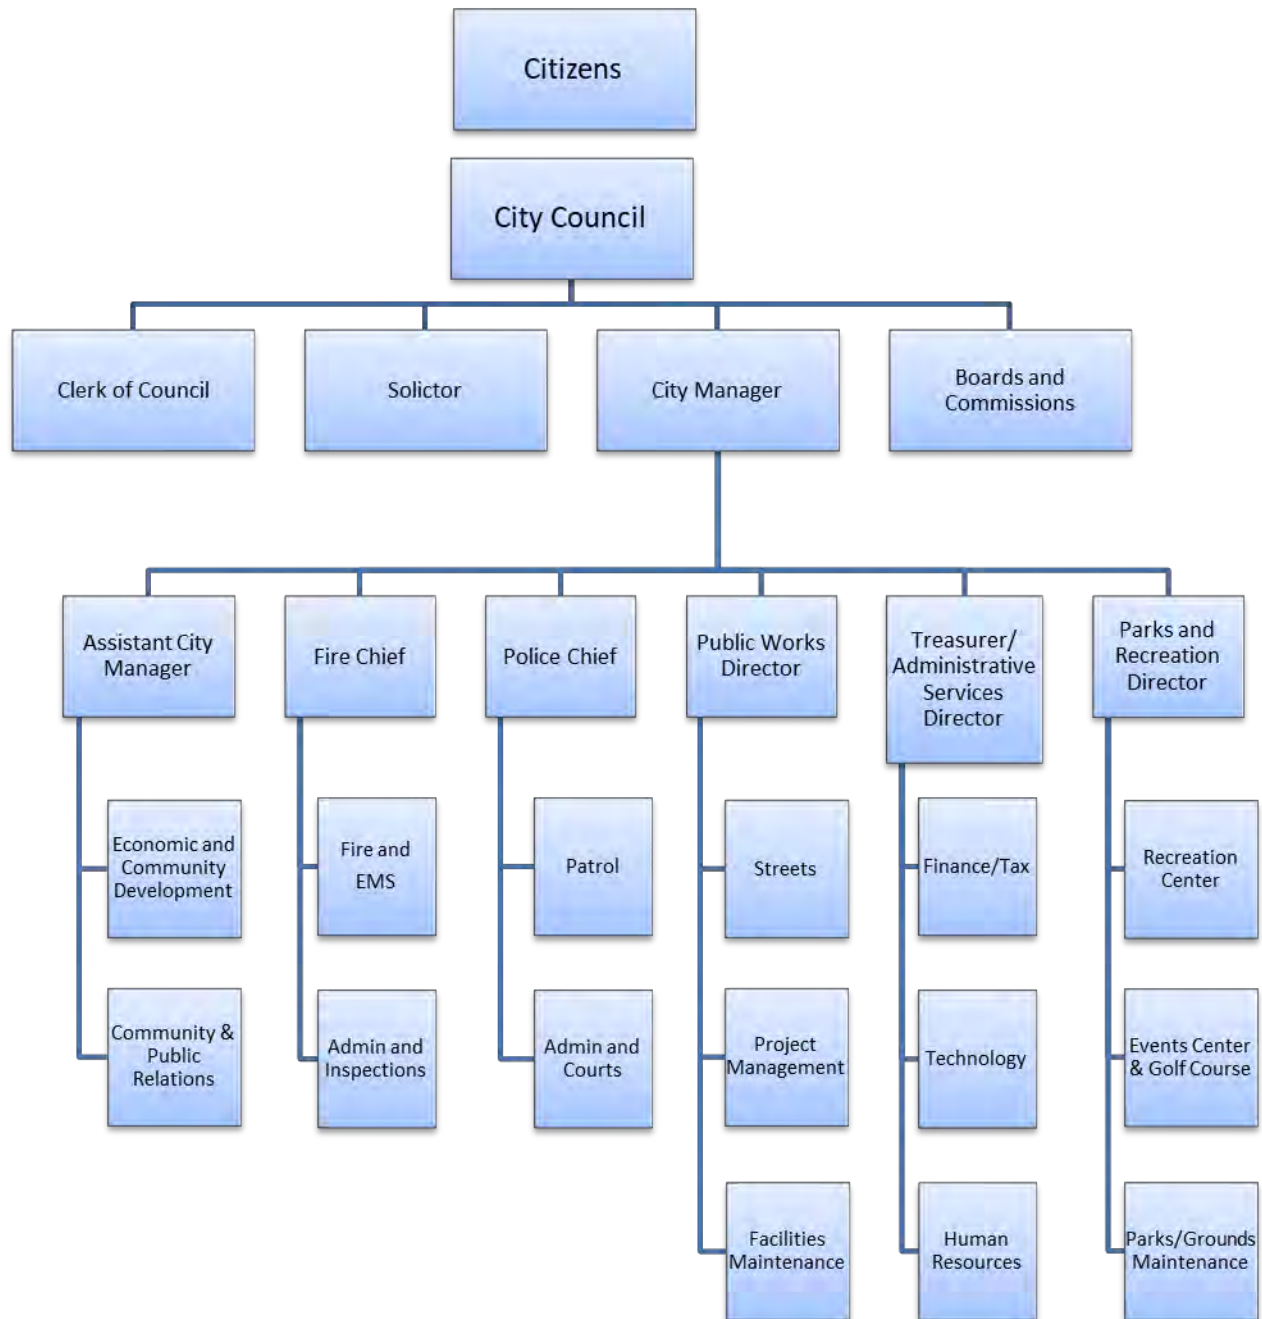 Citizens
City Council
Clerk of Council
Solictor
City Manager
Boards and
Commissions
Assistant City
Manager
Fire Chief
Police Chief
Public Works
Director
Treasurer/
Administrative
Services
Director
Parks and
Recreation
Director
Economic and
Community
Development
Fire and
EMS
Patrol
Streets
Finance/Tax
Recreation
Center
Community &
Public
Relations
Admin and
Inspections
Admin and
Courts
Project
Management
Technology
Events Center
& Golf Course
Facilities
Maintenance
Human
Resources
Parks/Grounds
Maintenance